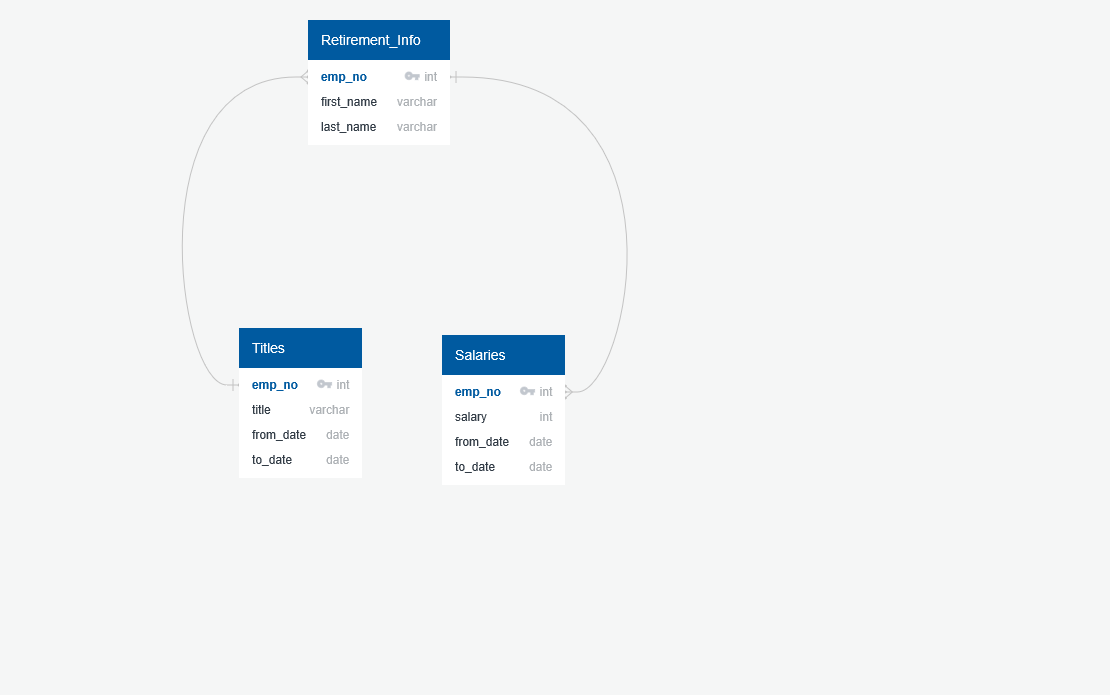 Retirement_Info
emp_no int
first_name varchar
last_name varchar
Titles
emp_no int
title varchar
from_date date
to_date date
Salaries
emp_no int
salary int
from_date date
to_date date